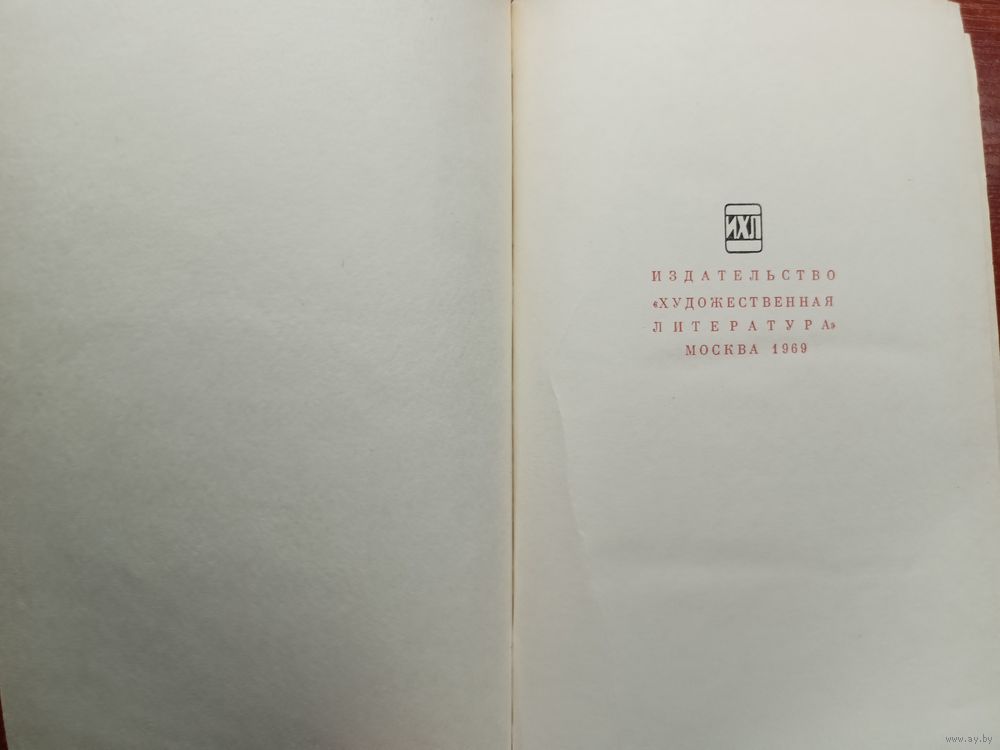 ИХЛ
ИЗДАТЕЛЬСТВО
«ХУДОЖЕСТВЕННАЯ
ЛИТЕРАТУРА»
МОСКВА 1969
www.ay.by